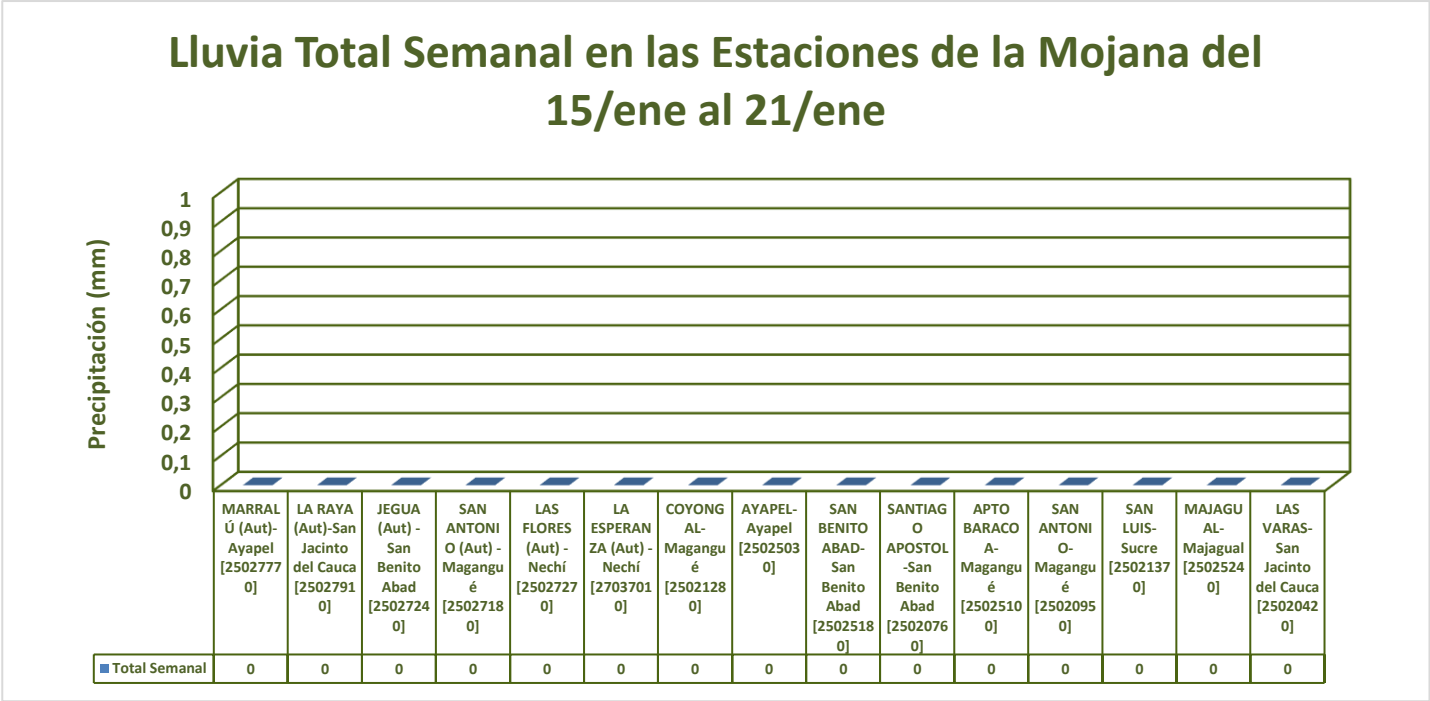 Lluvia Total Semanal en las Estaciones de la Mojana del
15/ene al 21/ene
Precipitación (mm)
1
0,9
0,8
0,7
0,6
0,5
0,4
0,3
0,2
0,1
0
MARRAL
Ú (Aut)-
Ayapel
[2502777
0]
LA RAYA
(Aut)-San
Jacinto
del Cauca
[2502791
0]
JEGUA
(Aut) -
San
Benito
Abad
[2502724
0]
SAN
ANTONI
O (Aut) -
Magangu
é
[2502718
0]
LAS
FLORES
(Aut) -
Nechí
[2502727
0]
LA
ESPERAN
ZA (Aut) -
Nechí
[2703701
0]
COYONG
AL-
Magangu
é
[2502128
0]
AYAPEL-
Ayapel
[2502503
0]
SAN
BENITO
ABAD-
San
Benito
Abad
[2502518
0]
SANTIAG
O
APOSTOL
-San
Benito
Abad
[2502076
0]
APTO
BARACO
A-
Magangu
é
[2502510
0]
SAN
ANTONI
O-
Magangu
é
[2502095
0]
SAN
LUIS-
Sucre
[2502137
0]
MAJAGU
AL-
Majagual
[2502524
0]
LAS
VARAS-
San
Jacinto
del Cauca
[2502042
0]
Total Semanal 0 0 0 0 0 0 0 0 0 0 0 0 0 0 0